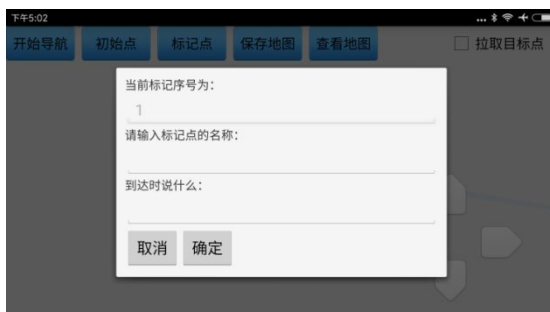 下午5:02 ...
开始导航 初始点 标记点 保存地图 查看地图 拉取目标点
当前标记序号为：
1
请输入标记点的名称：
到达时说什么：
取消 确定